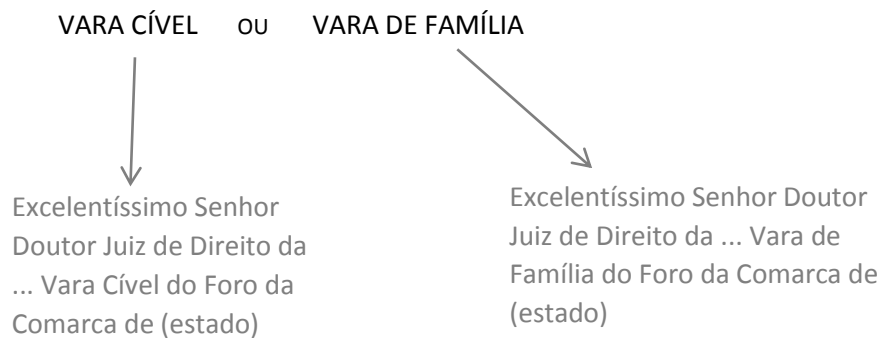 VARA CÍVEL OU VARA DE FAMÍLIA
Excelentíssimo Senhor
Doutor Juiz de Direito da
... Vara Cível do Foro da
Comarca de (estado)
Excelentíssimo Senhor Doutor
Juiz de Direito da ... Vara de
Família do Foro da Comarca de
(estado)